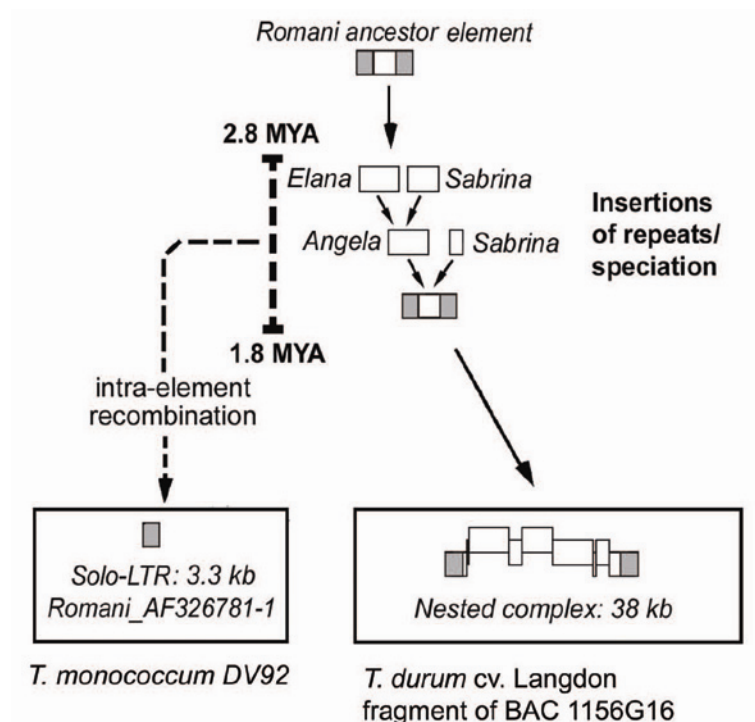 Romani ancestor element
2.8 MYA
Elana Sabrina
Insertions
of repeats/
speciation
Angela Sabrina
1.8 MYA
intra-element
recombination
Solo-LTR: 3.3 kb
Romani_AF326781-1
Nested complex: 38 kb
T. monococcum DV92
T. durum cv. Langdon
fragment of BAC 1156G16